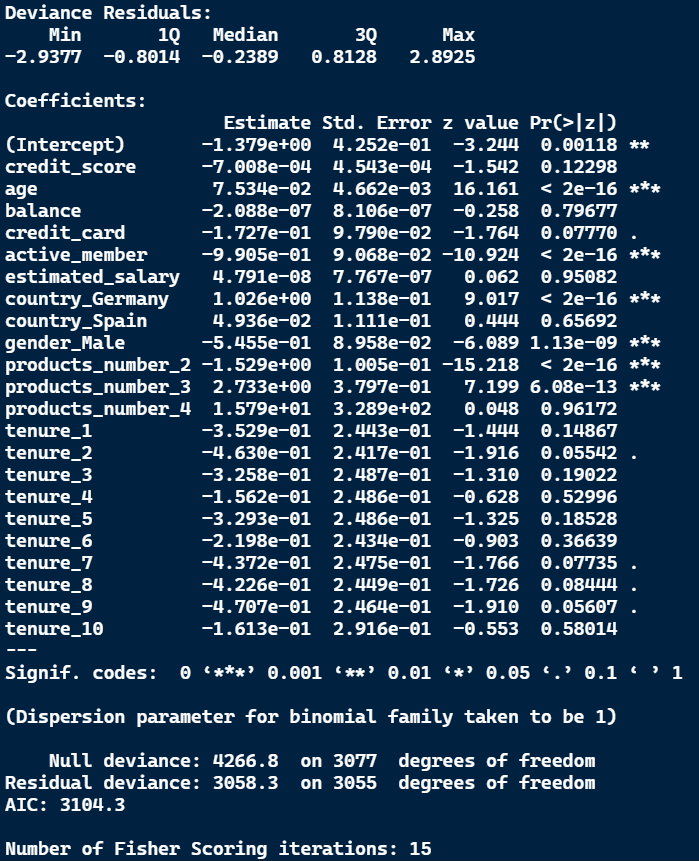 Deviance Residuals:
    Min       1Q   Median       3Q      Max
−2.9377  −0.8014  −0.2389   0.8128   2.8925

Coefficients:
                    Estimate Std. Error z value Pr(>|z|)
(Intercept)       −1.379e+00  4.252e−01  −3.244  0.00118 **
credit_score      −7.008e−04  4.543e−04  −1.542  0.12298
age                7.534e−02  4.662e−03  16.161  < 2e−16 ***
balance           −2.088e−07  8.106e−07  −0.258  0.79677
credit_card       −1.727e−01  9.790e−02  −1.764  0.07770 .
active_member     −9.905e−01  9.068e−02 −10.924  < 2e−16 ***
estimated_salary   4.791e−08  7.767e−07   0.062  0.95082
country_Germany    1.026e+00  1.138e−01   9.017  < 2e−16 ***
country_Spain      4.936e−02  1.111e−01   0.444  0.65692
gender_Male       −5.455e−01  8.958e−02  −6.089 1.13e−09 ***
products_number_2 −1.529e+00  1.005e−01 −15.218  < 2e−16 ***
products_number_3  2.733e+00  3.797e−01   7.199 6.08e−13 ***
products_number_4  1.579e+01  3.289e+02   0.048  0.96172
tenure_1          −3.529e−01  2.443e−01  −1.444  0.14867
tenure_2          −4.630e−01  2.417e−01  −1.916  0.05542 .
tenure_3          −3.258e−01  2.487e−01  −1.310  0.19022
tenure_4          −1.562e−01  2.486e−01  −0.628  0.52996
tenure_5          −3.293e−01  2.486e−01  −1.325  0.18528
tenure_6          −2.198e−01  2.434e−01  −0.903  0.36639
tenure_7          −4.372e−01  2.475e−01  −1.766  0.07735 .
tenure_8          −4.226e−01  2.449e−01  −1.726  0.08444 .
tenure_9          −4.707e−01  2.464e−01  −1.910  0.05607 .
tenure_10         −1.613e−01  2.916e−01  −0.553  0.58014
---
Signif. codes:  0 ‘***’ 0.001 ‘**’ 0.01 ‘*’ 0.05 ‘.’ 0.1 ‘ ’ 1

(Dispersion parameter for binomial family taken to be 1)

    Null deviance: 4266.8  on 3077  degrees of freedom
Residual deviance: 3058.3  on 3055  degrees of freedom
AIC: 3104.3

Number of Fisher Scoring iterations: 15